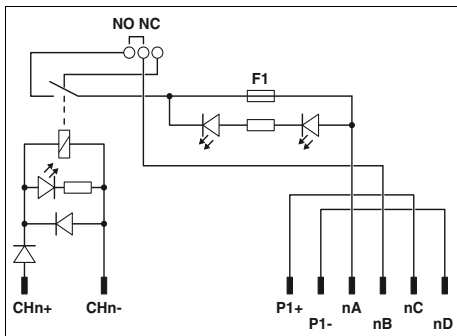 NO NC
F1
CHn+ CHn- P1+ nA nC
P1- nB nD